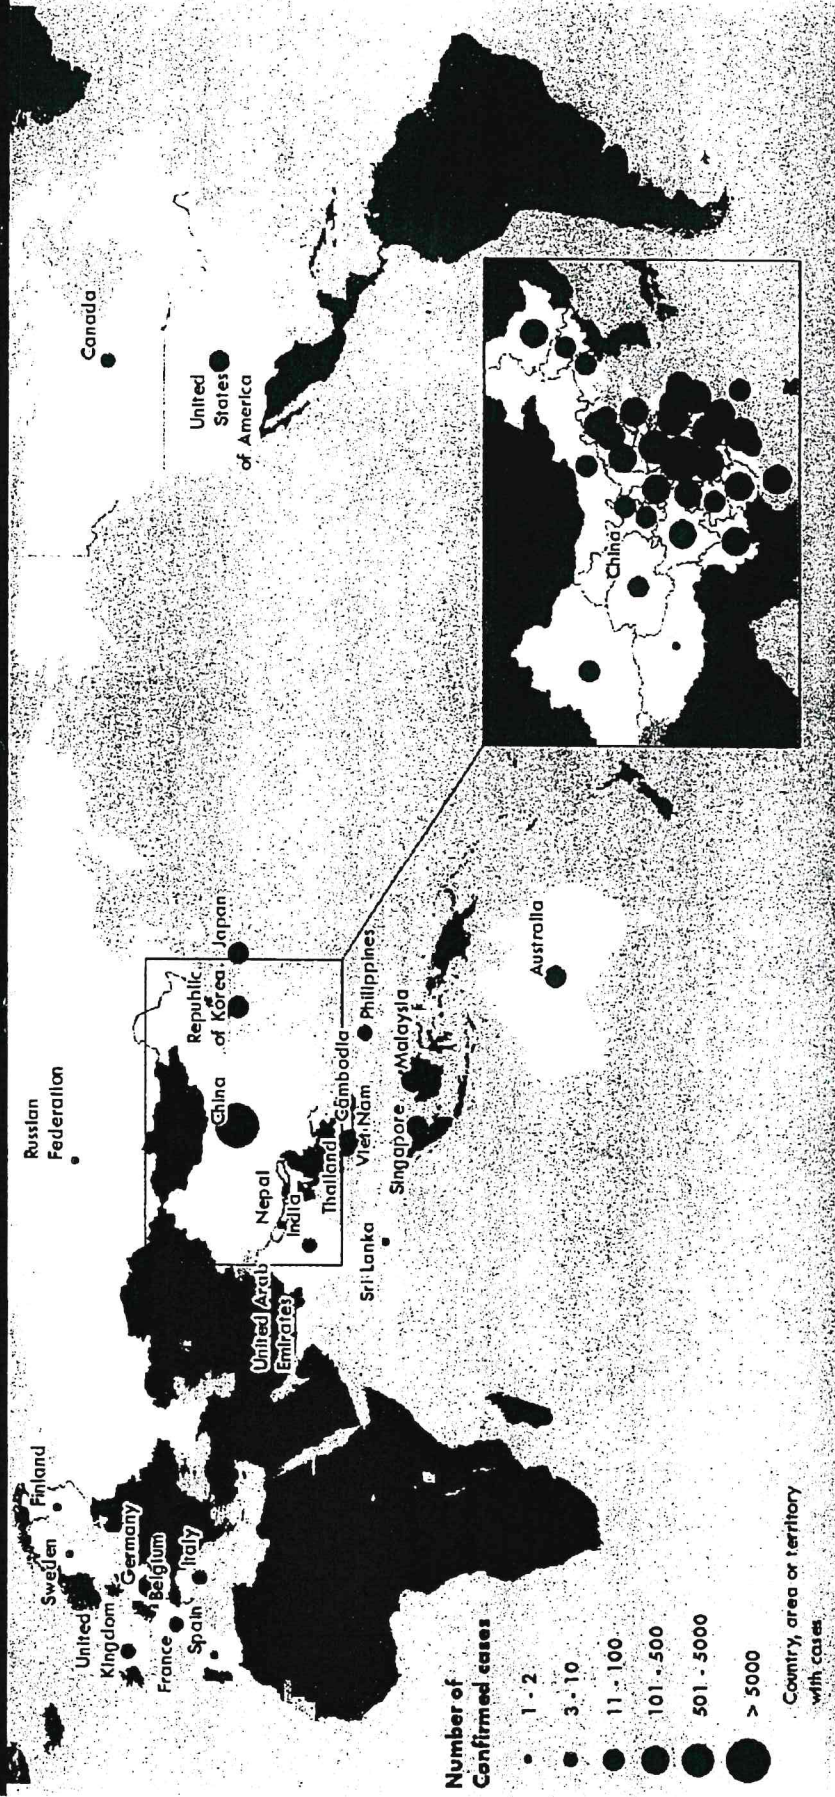 Canada
United
States
of America
Russian
Federation
Finland
Sweden
United
Kingdom
Germany
Belgium
France
Italy
Spain
China
Republic
of Korea
Japan
Nepal
India
United Arab
Emirates
Thailand
Cambodia
Viet Nam
Philippines
Sri Lanka
Singapore
Malaysia
Australia
China
Number of
Confirmed cases
1 - 2
3 - 10
11 - 100
101 - 500
501 - 5000
> 5000
Country, area or territory
with cases